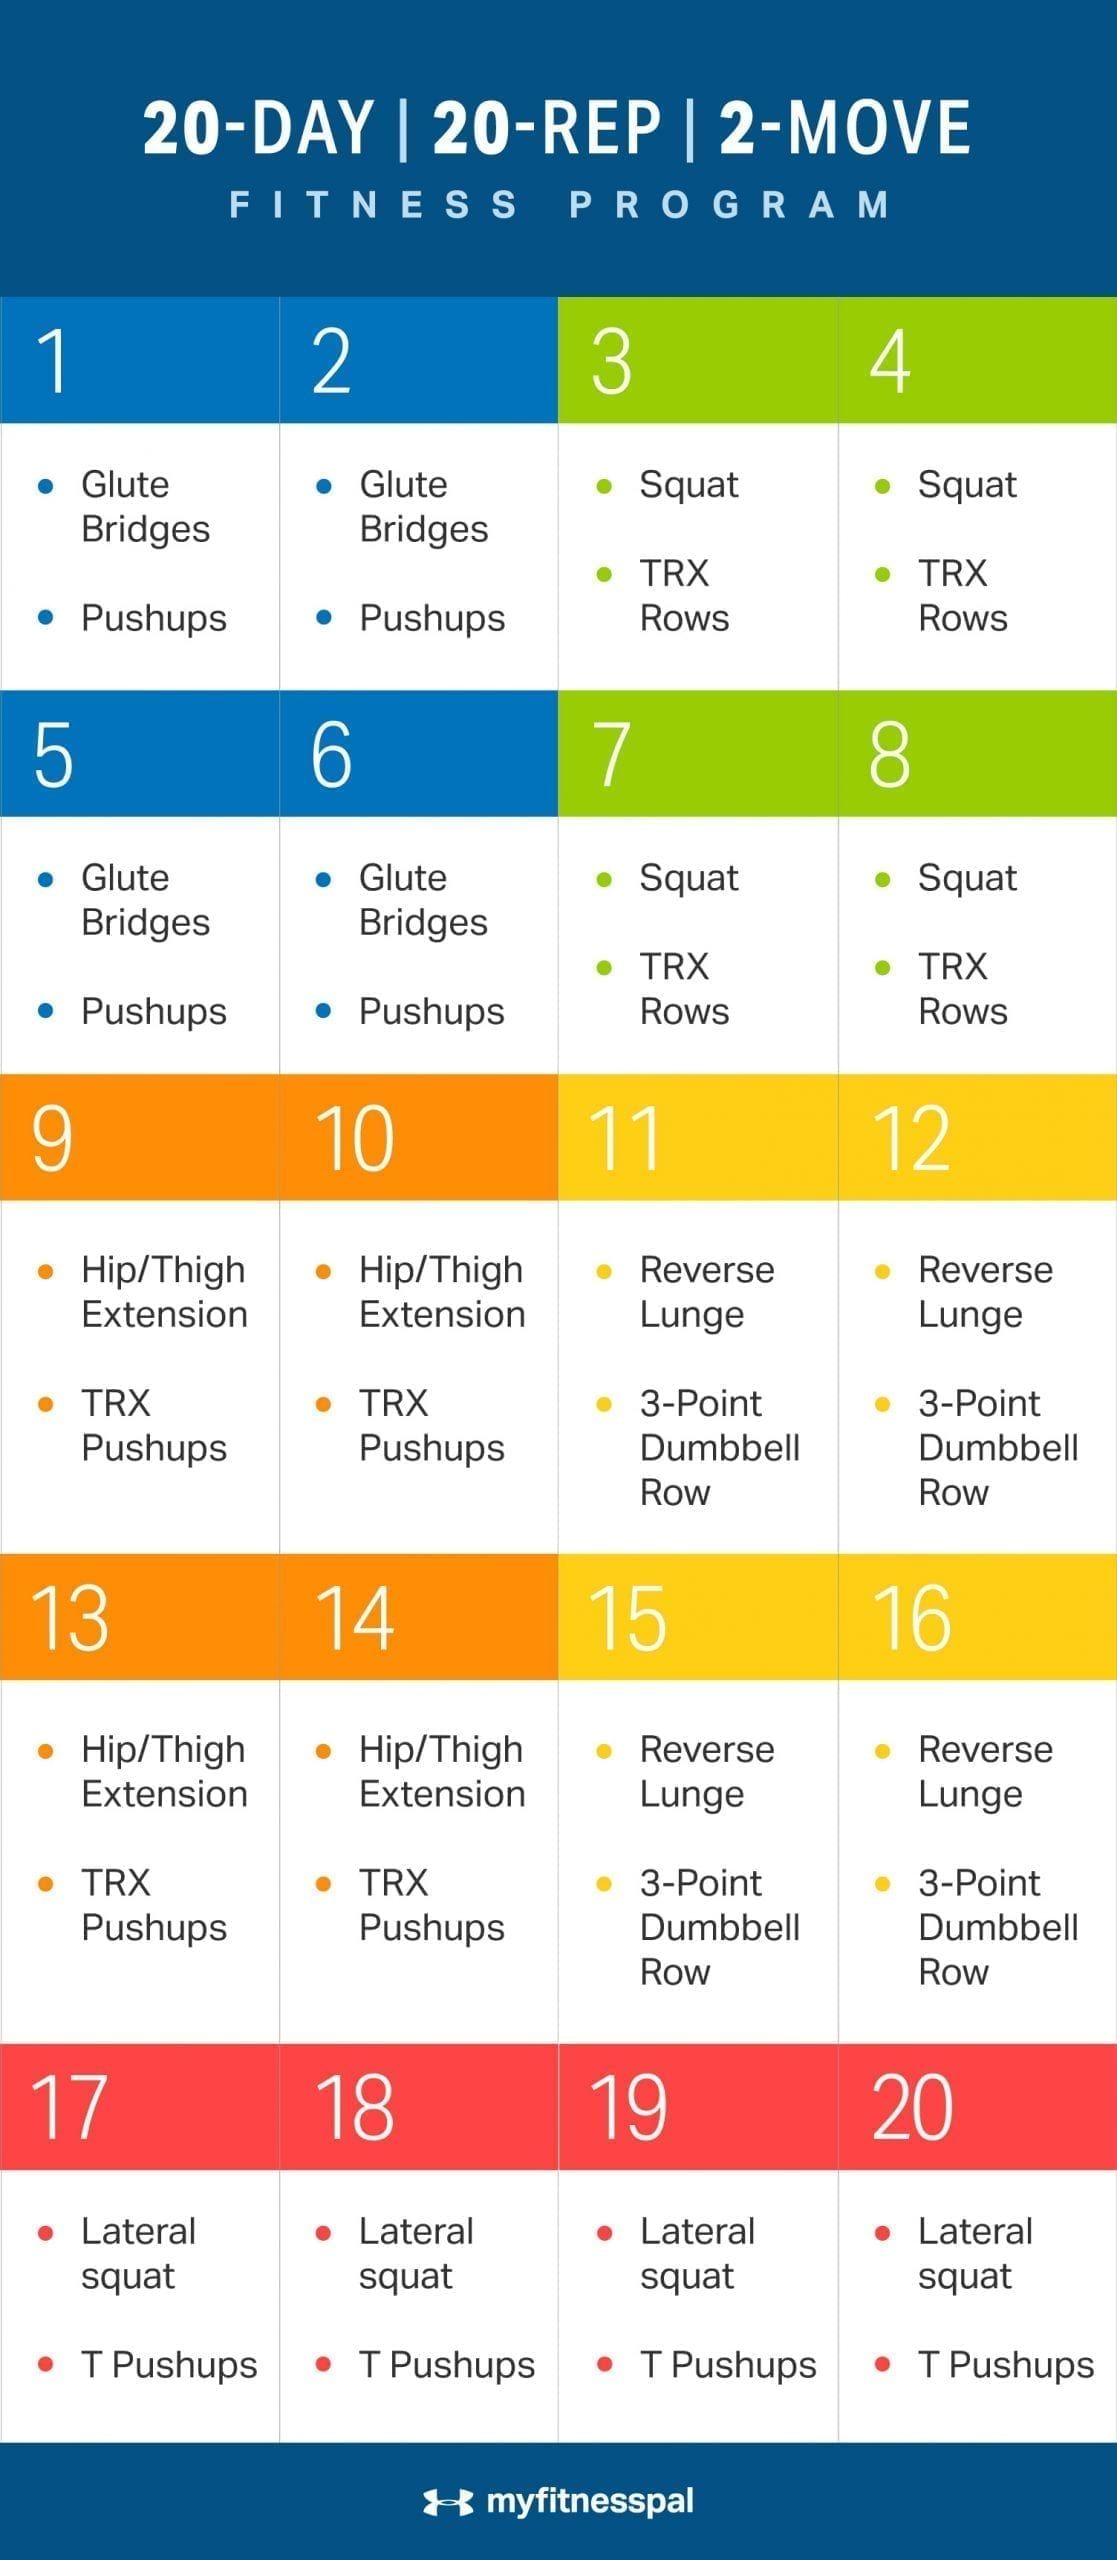 20-DAY | 20-REP | 2-MOVE
FITNESS PROGRAM
1
2
3
4
Glute
Bridges
Pushups
Glute
Bridges
Pushups
Squat
TRX
Rows
Squat
TRX
Rows
5
6
7
8
Glute
Bridges
Pushups
Glute
Bridges
Pushups
Squat
TRX
Rows
Squat
TRX
Rows
9
10
11
12
Hip/Thigh
Extension
TRX
Pushups
Hip/Thigh
Extension
TRX
Pushups
Reverse
Lunge
3-Point
Dumbbell
Row
Reverse
Lunge
3-Point
Dumbbell
Row
13
14
15
16
Hip/Thigh
Extension
TRX
Pushups
Hip/Thigh
Extension
TRX
Pushups
Reverse
Lunge
3-Point
Dumbbell
Row
Reverse
Lunge
3-Point
Dumbbell
Row
17
18
19
20
Lateral
squat
T Pushups
Lateral
squat
T Pushups
Lateral
squat
T Pushups
Lateral
squat
T Pushups
myfitnesspal